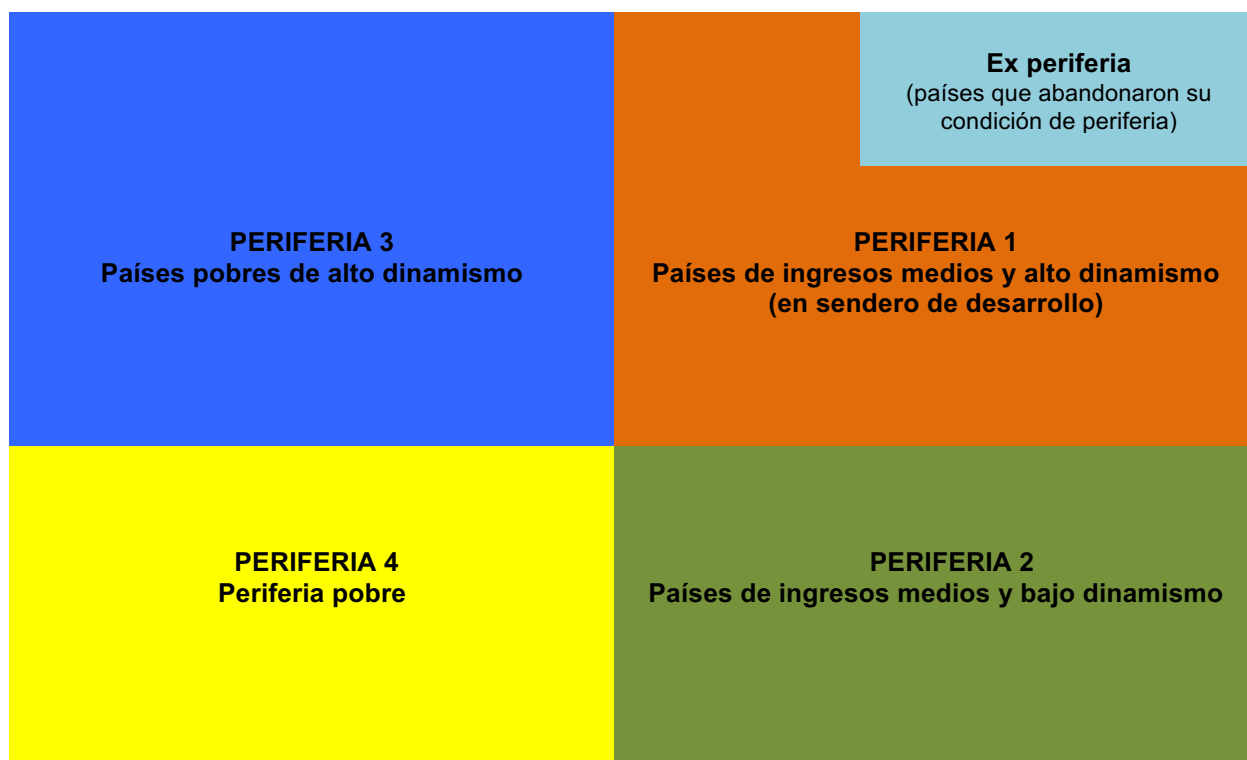 Ex periferia
(países que abandonaron su
condición de periferia)
PERIFERIA 3
Países pobres de alto dinamismo
PERIFERIA 1
Países de ingresos medios y alto dinamismo
(en sendero de desarrollo)
PERIFERIA 4
Periferia pobre
PERIFERIA 2
Países de ingresos medios y bajo dinamismo